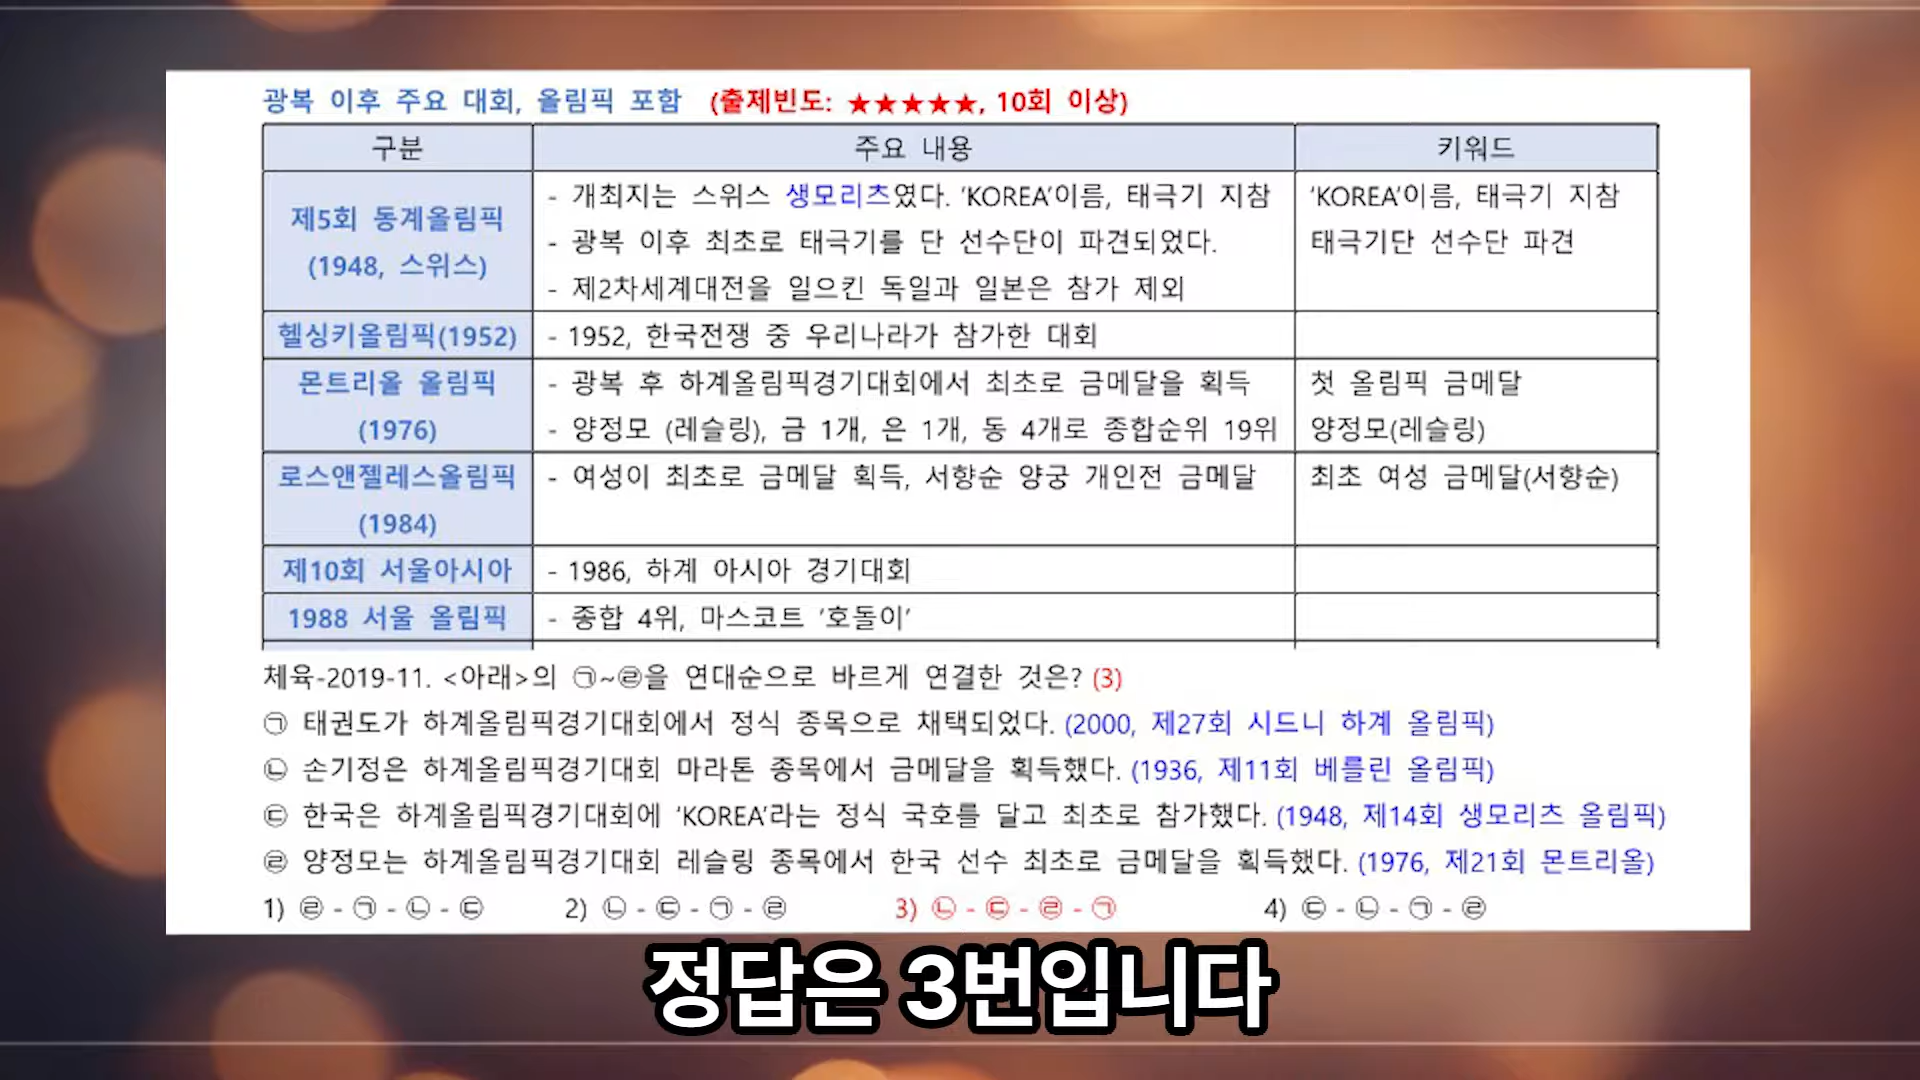 광복 이후 주요 대회, 올림픽 포함 (출제빈도: ★★★★★, 10회 이상)
구분 주요 내용 키워드
제5회 동계올림픽
(1948, 스위스)
- 개최지는 스위스 생모리츠였다. ‘KOREA’이름, 태극기 지참
- 광복 이후 최초로 태극기를 단 선수단이 파견되었다.
- 제2차세계대전을 일으킨 독일과 일본은 참가 제외
‘KOREA’이름, 태극기 지참
태극기단 선수단 파견
헬싱키올림픽(1952) - 1952, 한국전쟁 중 우리나라가 참가한 대회
몬트리올 올림픽
(1976)
- 광복 후 하계올림픽경기대회에서 최초로 금메달을 획득
- 양정모 (레슬링), 금 1개, 은 1개, 동 4개로 종합순위 19위
첫 올림픽 금메달
양정모(레슬링)
로스앤젤레스올림픽
(1984)
- 여성이 최초로 금메달 획득, 서향순 양궁 개인전 금메달
최초 여성 금메달(서향순)
제10회 서울아시아 - 1986, 하계 아시아 경기대회
1988 서울 올림픽 - 종합 4위, 마스코트 ‘호돌이’
체육-2019-11. <아래>의 ㉠~㉣을 연대순으로 바르게 연결한 것은? (3)
㉠ 태권도가 하계올림픽경기대회에서 정식 종목으로 채택되었다. (2000, 제27회 시드니 하계 올림픽)
㉡ 손기정은 하계올림픽경기대회 마라톤 종목에서 금메달을 획득했다. (1936, 제11회 베를린 올림픽)
㉢ 한국은 하계올림픽경기대회에 ‘KOREA’라는 정식 국호를 달고 최초로 참가했다. (1948, 제14회 생모리츠 올림픽)
㉣ 양정모는 하계올림픽경기대회 레슬링 종목에서 한국 선수 최초로 금메달을 획득했다. (1976, 제21회 몬트리올)
1) ㉣ - ㉠ - ㉡ - ㉢ 2) ㉡ - ㉢ - ㉠ - ㉣ 3) ㉡ - ㉢ - ㉣ - ㉠ 4) ㉢ - ㉡ - ㉠ - ㉣
정답은 3번입니다